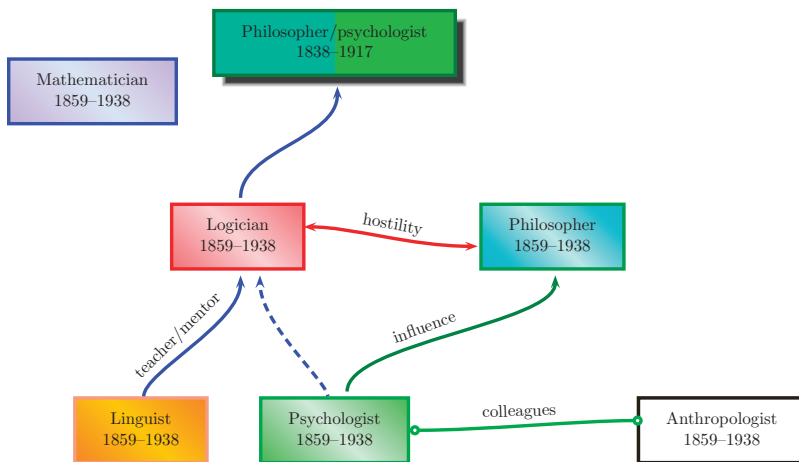 Philosopher/psychologist
1838–1917
Mathematician
1859–1938
Logician
1859–1938
hostility
Philosopher
1859–1938
teacher/mentor
influence
Linguist
1859–1938
Psychologist
1859–1938
colleagues
Anthropologist
1859–1938